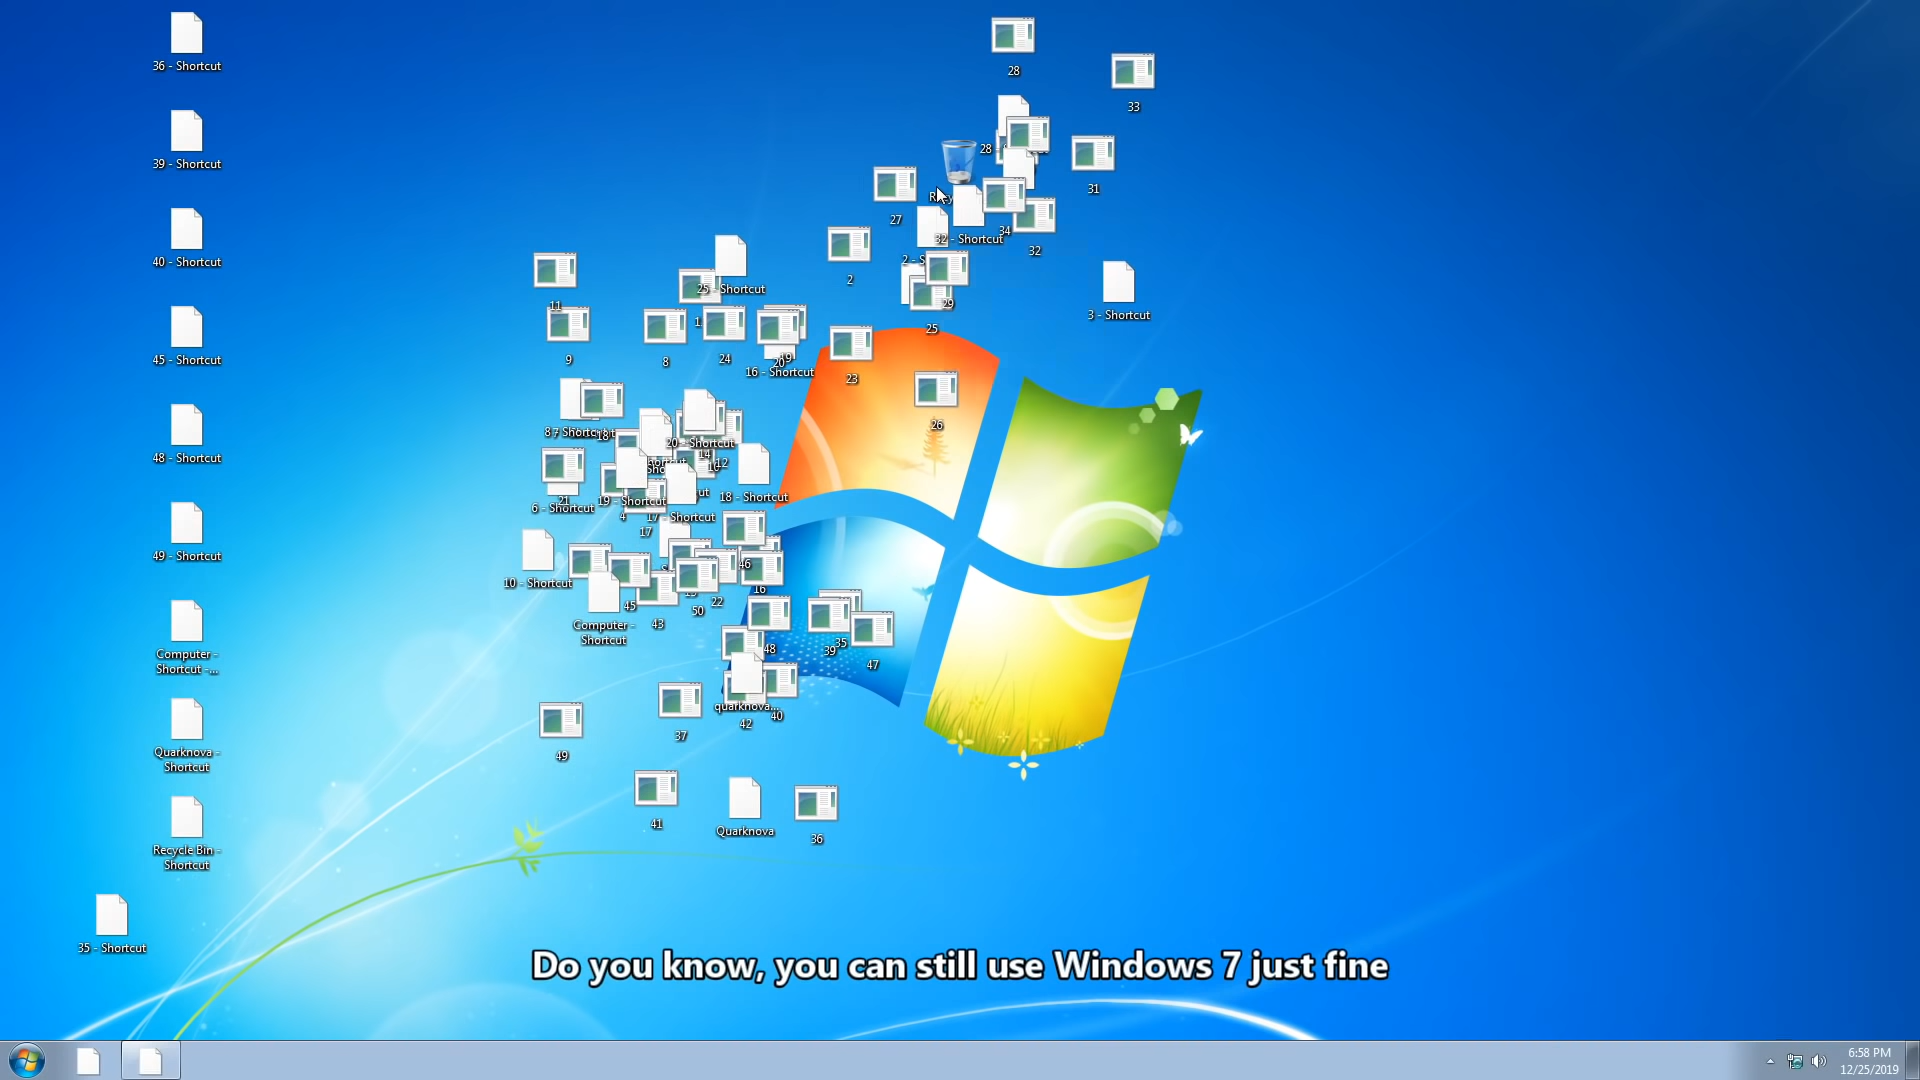 36 - Shortcut
28
33
39 - Shortcut
28 -
31
27
32 - Shortcut
34
32
40 - Shortcut
2 - S
2
25 - Shortcut
11
29
3 - Shortcut
25
45 - Shortcut
9
8
24
19
20
16 - Shortcut
23
26
48 - Shortcut
18
20 - Shortcut
14
12
21
6 - Shortcut
19 - Shortcut
18 - Shortcut
4
17 - Shortcut
17
49 - Shortcut
46
10 - Shortcut
16
45
50
22
Computer -
Shortcut
43
35
39
48
47
Computer -
Shortcut -...
quarknova...
42
40
37
49
Quarknova -
Shortcut
41
Quarknova
36
Recycle Bin -
Shortcut
35 - Shortcut
Do you know, you can still use Windows 7 just fine
6:58 PM
12/25/2019